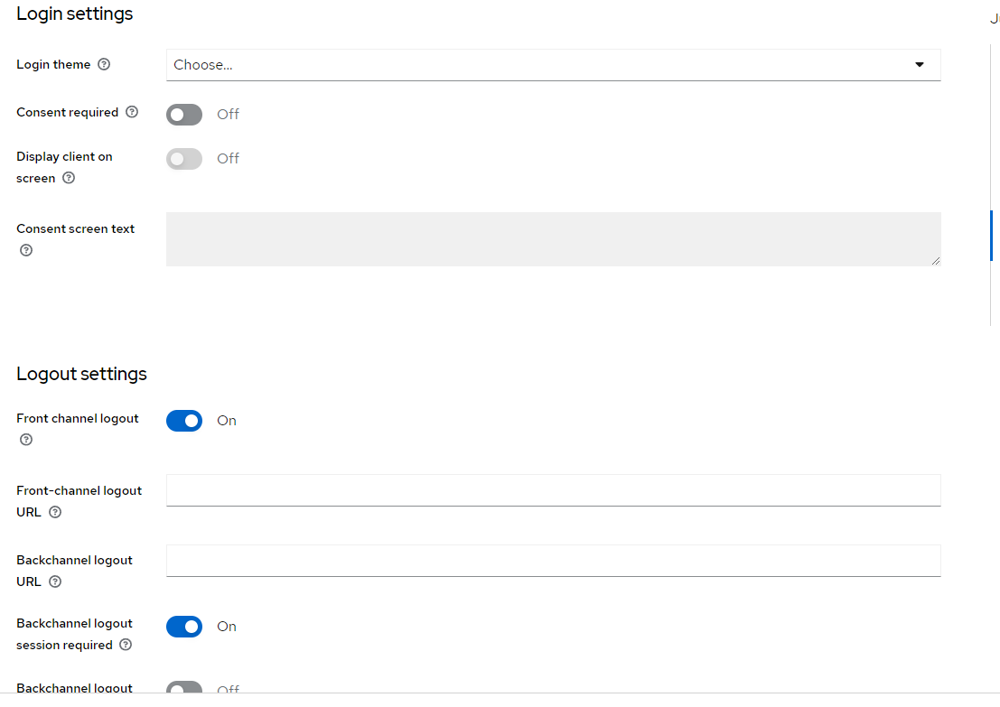 Login settings
Login theme
Choose...
Consent required
Off
Display client on
screen
Off
Consent screen text
Logout settings
Front channel logout
On
Front-channel logout
URL
Backchannel logout
URL
Backchannel logout
session required
On
Backchannel logout
Off